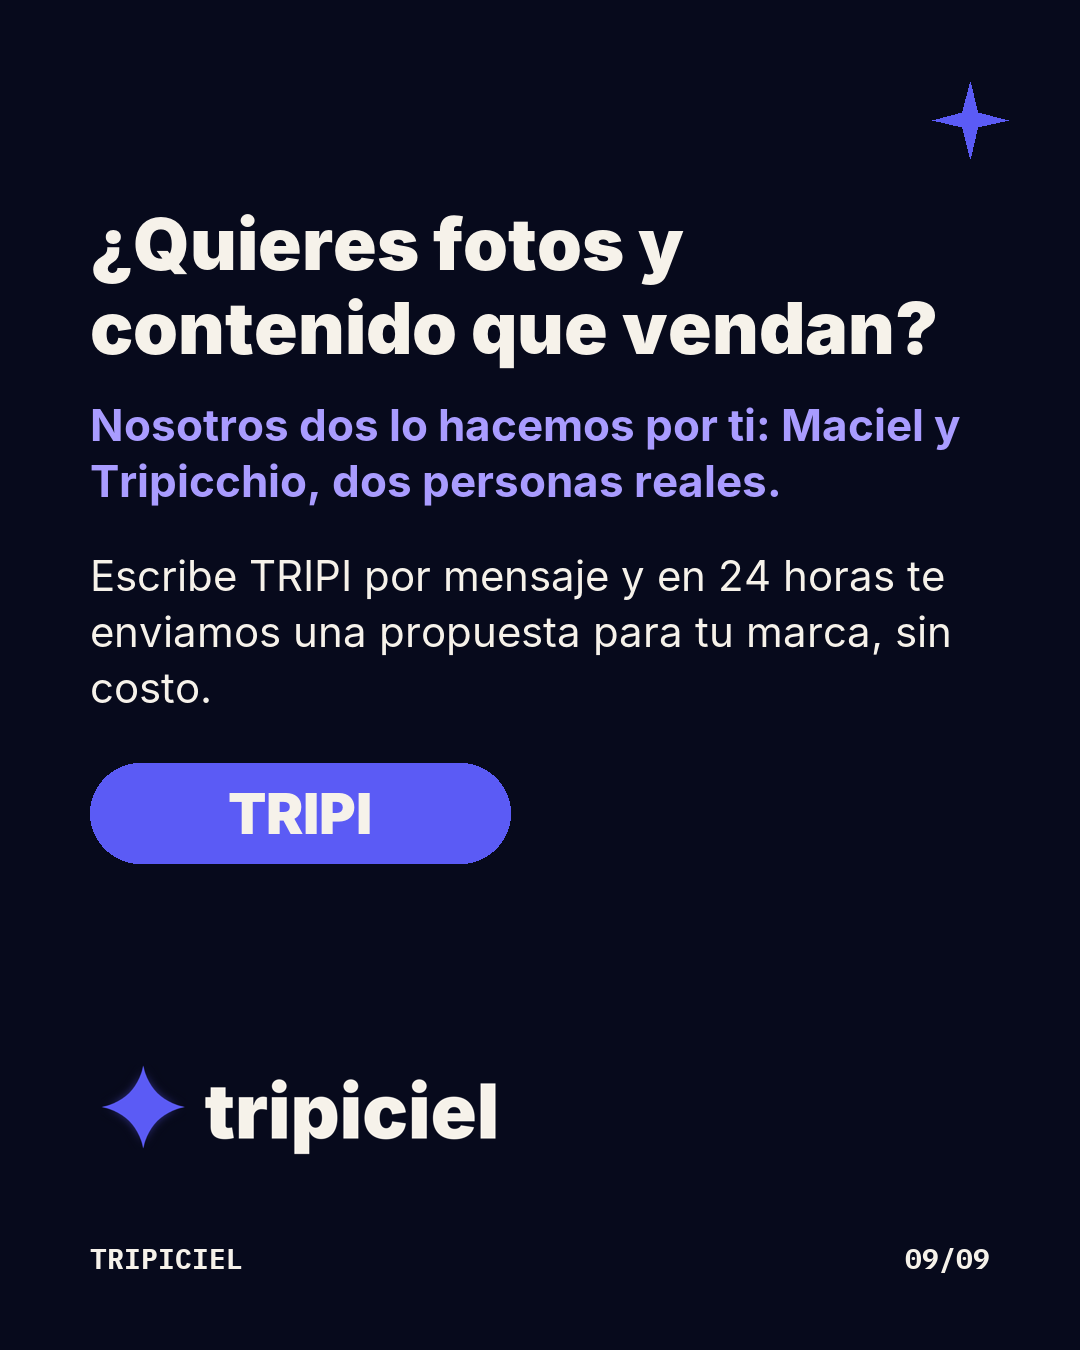 ¿Quieres fotos y
contenido que vendan?
Nosotros dos lo hacemos por ti: Maciel y
Tripicchio, dos personas reales.
Escribe TRIPI por mensaje y en 24 horas te
enviamos una propuesta para tu marca, sin
costo.
TRIPI
tripiciel
TRIPICIEL
09/09